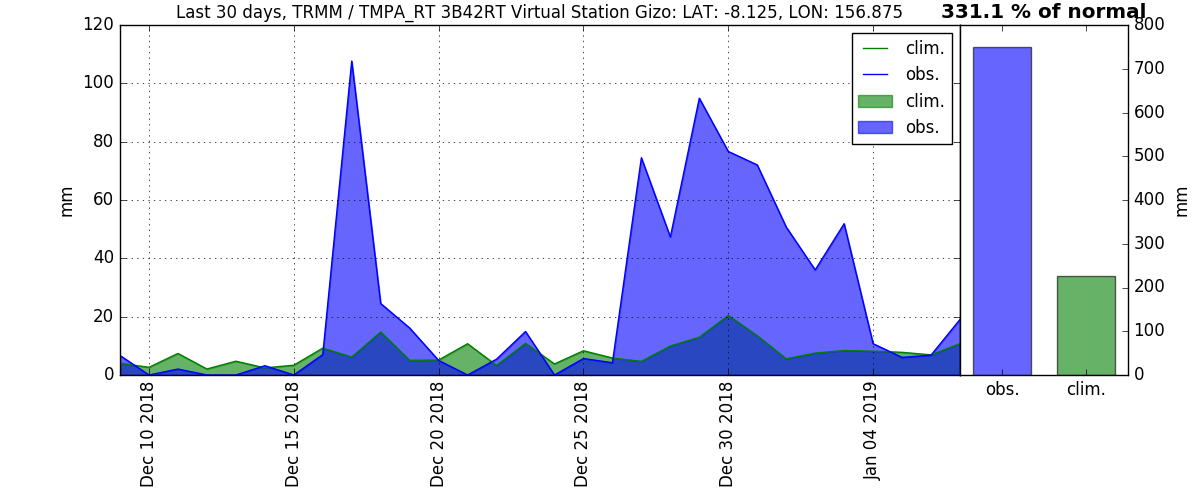 Last 30 days, TRMM / TMPA_RT 3B42RT Virtual Station Gizo: LAT: -8.125, LON: 156.875
331.1 % of normal
120
100
80
60
40
20
0
mm
clim.
obs.
clim.
obs.
800
700
600
500
400
300
200
100
0
mm
Dec 10 2018
Dec 15 2018
Dec 20 2018
Dec 25 2018
Dec 30 2018
Jan 04 2019
obs.
clim.